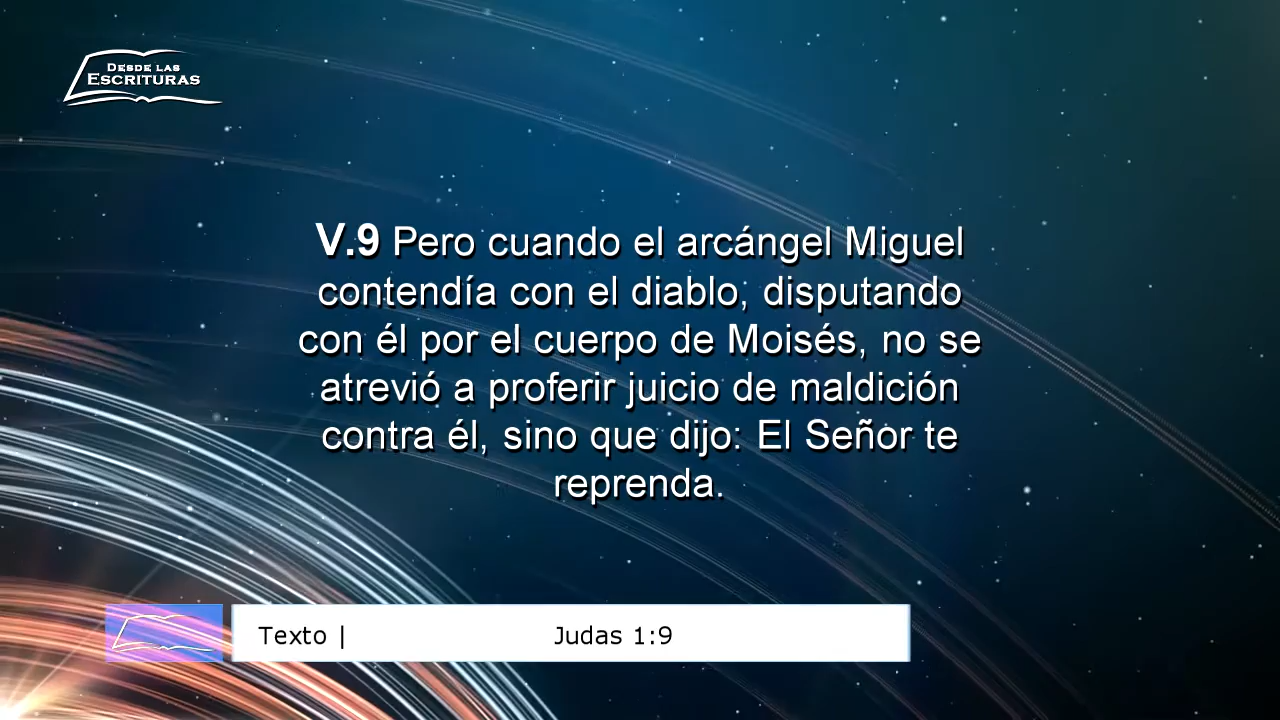 DESDE LAS
ESCRITURAS
V.9 Pero cuando el arcángel Miguel
contendía con el diablo, disputando
con él por el cuerpo de Moisés, no se
atrevió a proferir juicio de maldición
contra él, sino que dijo: El Señor te
reprenda.
Texto | Judas 1:9